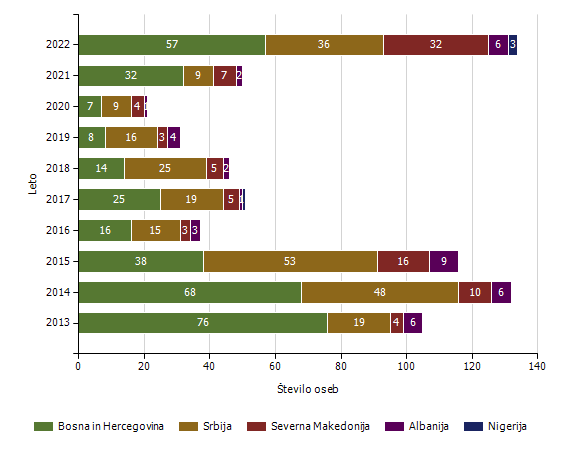 2022 57 36 32 6 3
2021 32 9 7 2
2020 7 9 4 1
2019 8 16 3 4
2018 14 25 5 2
2017 25 19 5 1
2016 16 15 3 3
2015 38 53 16 9
2014 68 48 10 6
2013 76 19 4 6
Leto
0 20 40 60 80 100 120 140
Število oseb
Bosna in Hercegovina Srbija Severna Makedonija Albanija Nigerija